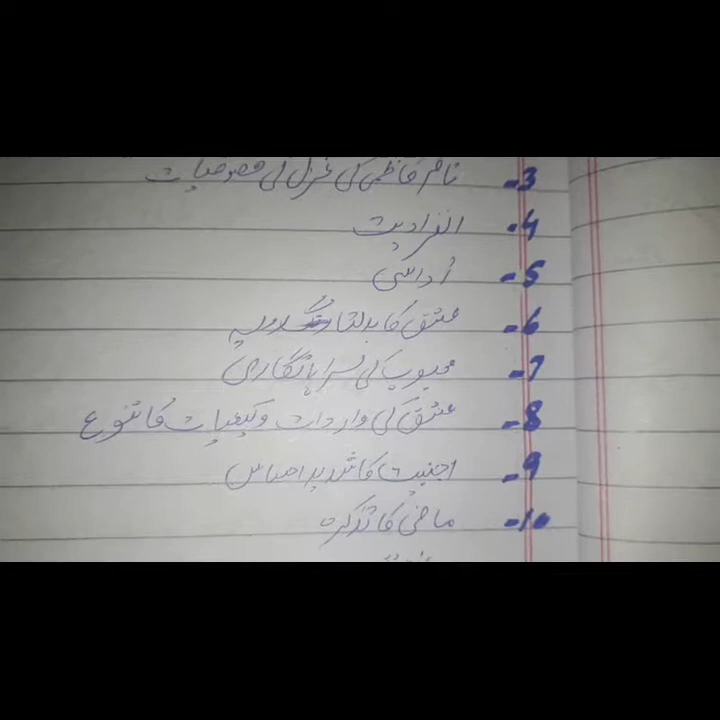 3- ناصر کاظمی کی غزل کی خصوصیات
4- انفرادیت
5- اُداسی
6- عشق کا بدلتا رویہ
7- محبوب کی سراپا نگاری
8- عشق کی واردات و کیفیات کا تنوع
9- اجنبیت کا شدید احساس
10- ماضی کا تذکرہ